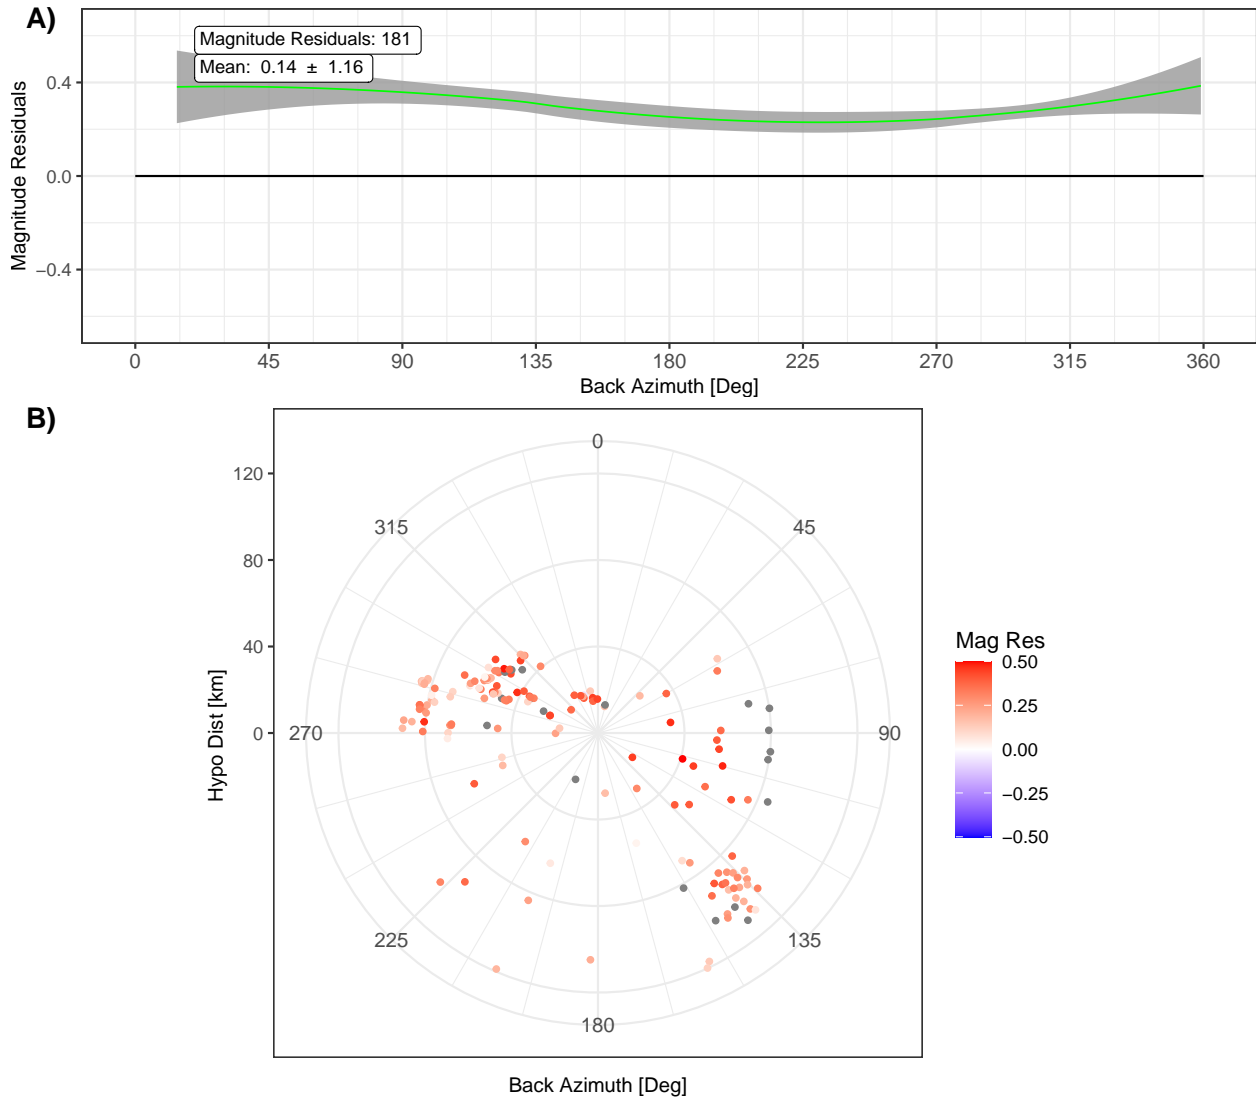 A)
Magnitude Residuals: 181
Mean:  0.14  ±  1.16
Magnitude Residuals
0.4
0.0
−0.4
0 45 90 135 180 225 270 315 360
Back Azimuth [Deg]
B)
Hypo Dist [km]
120
80
40
0
0
45
90
135
180
225
270
315
Back Azimuth [Deg]
Mag Res
0.50
0.25
0.00
−0.25
−0.50